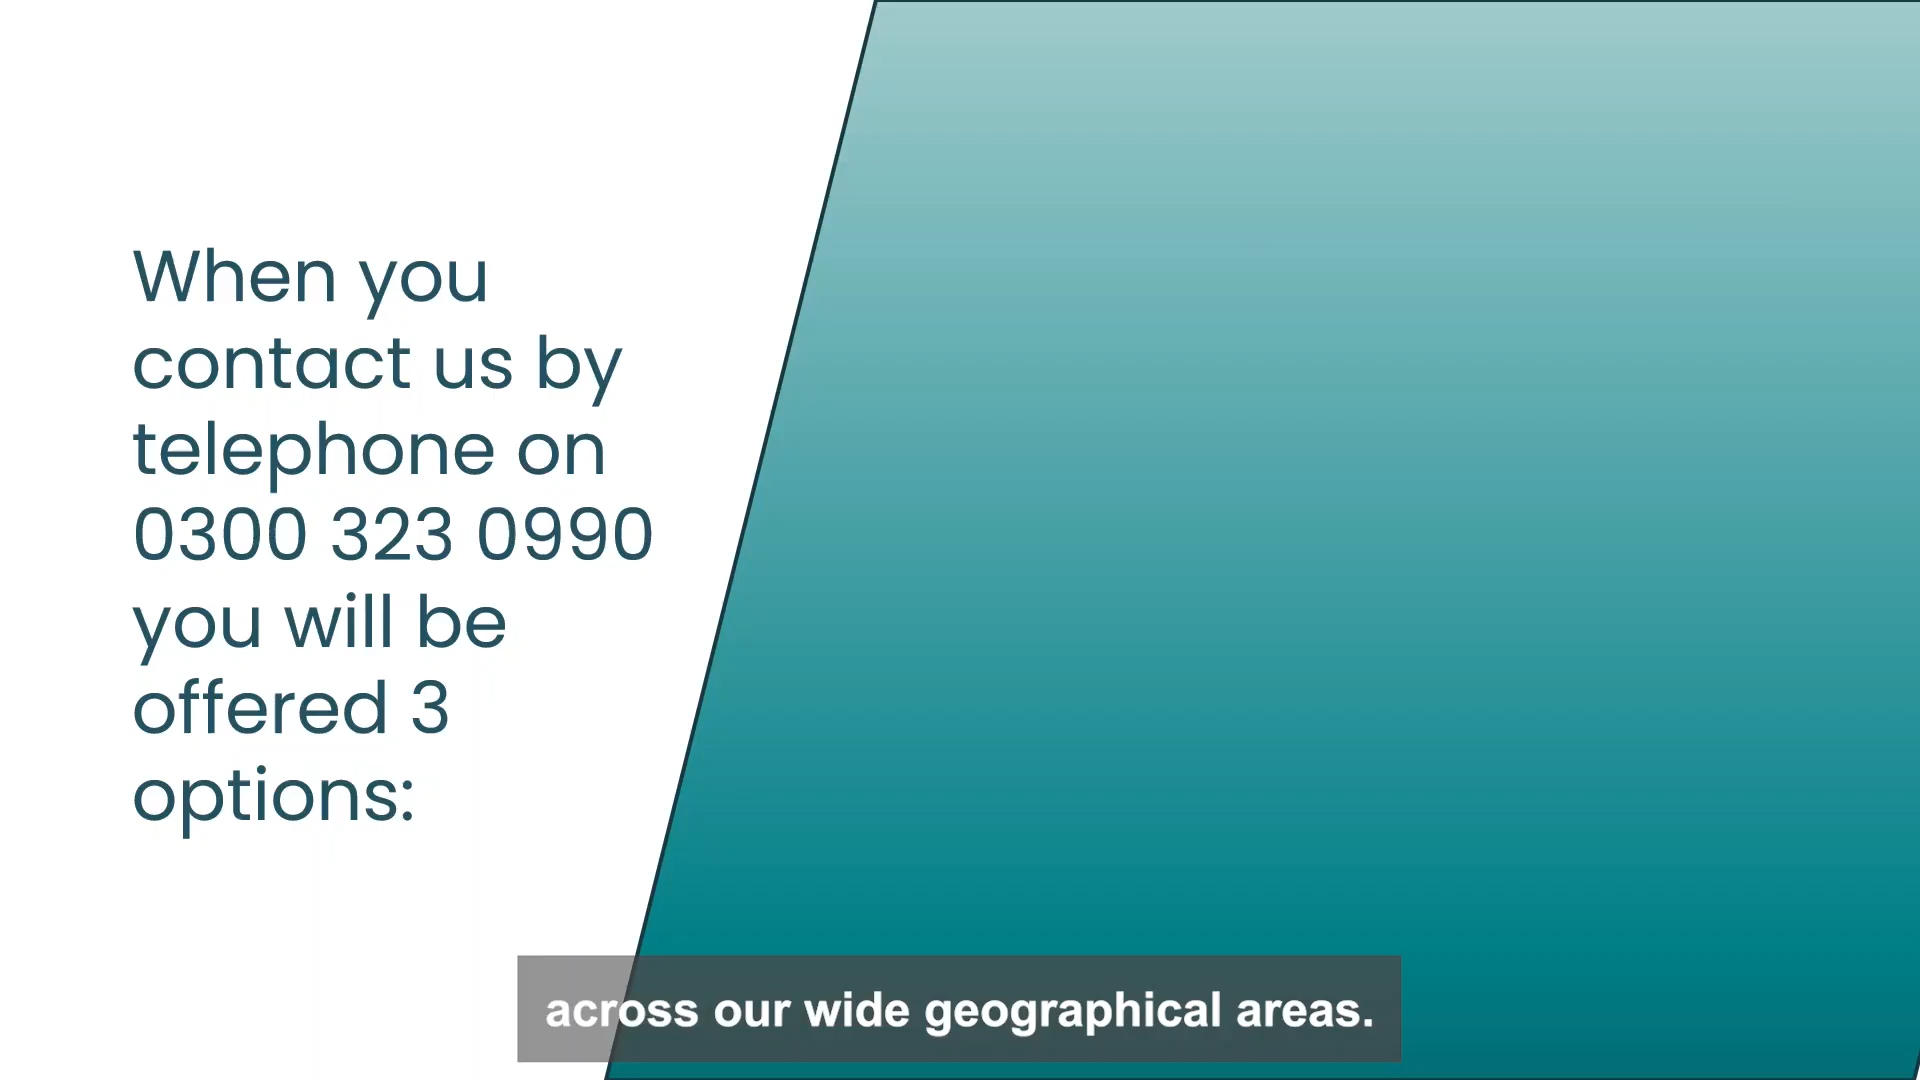 When you
contact us by
telephone on
0300 323 0990
you will be
offered 3
options:
across our wide geographical areas.